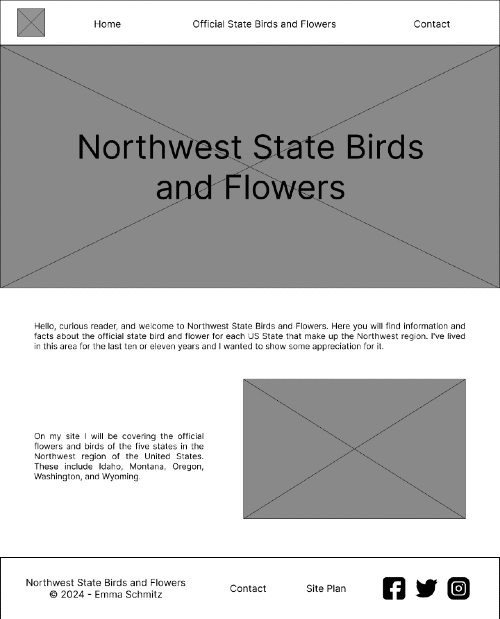 Home
Official State Birds and Flowers
Contact
Northwest State Birds
and Flowers
Hello, curious reader, and welcome to Northwest State Birds and Flowers. Here you will find information and
facts about the official state bird and flower for each US State that make up the Northwest region. I've lived
in this area for the last ten or eleven years and I wanted to show some appreciation for it.
On my site I will be covering the official
flowers and birds of the five states in the
Northwest region of the United States.
These include Idaho, Montana, Oregon,
Washington, and Wyoming.
Northwest State Birds and Flowers
© 2024 - Emma Schmitz
Contact
Site Plan